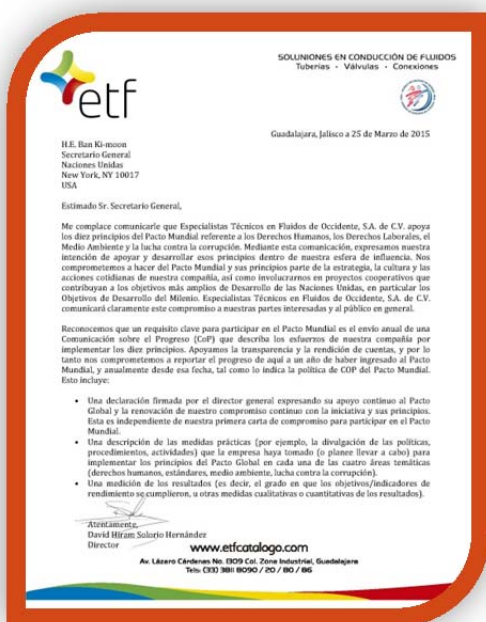 etf
SOLUNIONES EN CONDUCCIÓN DE FLUIDOS
Tuberías - Válvulas - Conexiones
Guadalajara, Jalisco a 25 de Marzo de 2015
H.E. Ban Ki-moon
Secretario General
Naciones Unidas
New York, NY 10017
USA
Estimado Sr. Secretario General,
Me complace comunicarle que Especialistas Técnicos en Fluidos de Occidente, S.A. de C.V. apoya
los diez principios del Pacto Mundial referente a los Derechos Humanos, los Derechos Laborales, el
Medio Ambiente y la lucha contra la corrupción. Mediante esta comunicación, expresamos nuestra
intención de apoyar y desarrollar esos principios dentro de nuestra esfera de influencia. Nos
comprometemos a hacer del Pacto Mundial y sus principios parte de la estrategia, la cultura y las
acciones cotidianas de nuestra compañía, así como involucrarnos en proyectos cooperativos que
contribuyan a los objetivos más amplios de Desarrollo de las Naciones Unidas, en particular los
Objetivos de Desarrollo del Milenio. Especialistas Técnicos en Fluidos de Occidente, S.A. de C.V.
comunicará claramente este compromiso a nuestras partes interesadas y al público en general.
Reconocemos que un requisito clave para participar en el Pacto Mundial es el envío anual de una
Comunicación sobre el Progreso (CoP) que describa los esfuerzos de nuestra compañía por
implementar los diez principios. Apoyamos la transparencia y la rendición de cuentas, y por lo
tanto nos comprometemos a reportar el progreso de aquí a un año de haber ingresado al Pacto
Mundial, y anualmente desde esa fecha, tal como lo indica la política de COP del Pacto Mundial.
Esto incluye:
• Una declaración firmada por el director general expresando su apoyo continuo al Pacto
Global y la renovación de nuestro compromiso continuo con la iniciativa y sus principios.
Esta es independiente de nuestra primera carta de compromiso para participar en el Pacto
Mundial.
• Una descripción de las medidas prácticas (por ejemplo, la divulgación de las políticas,
procedimientos, actividades) que la empresa haya tomado (o planee llevar a cabo) para
implementar los principios del Pacto Global en cada una de las cuatro áreas temáticas
(derechos humanos, estándares, medio ambiente, lucha contra la corrupción).
• Una medición de los resultados (es decir, el grado en que los objetivos/indicadores de
rendimiento se cumplieron, u otras medidas cualitativas o cuantitativas de los resultados).
Atentamente,
David Hiram Solorio Hernández
Director
www.etfcatalogo.com
Av. Lázaro Cárdenas No. 1309 Col. Zona Industrial, Guadalajara
Tels: (33) 3811 8090 / 20 / 80 / 86